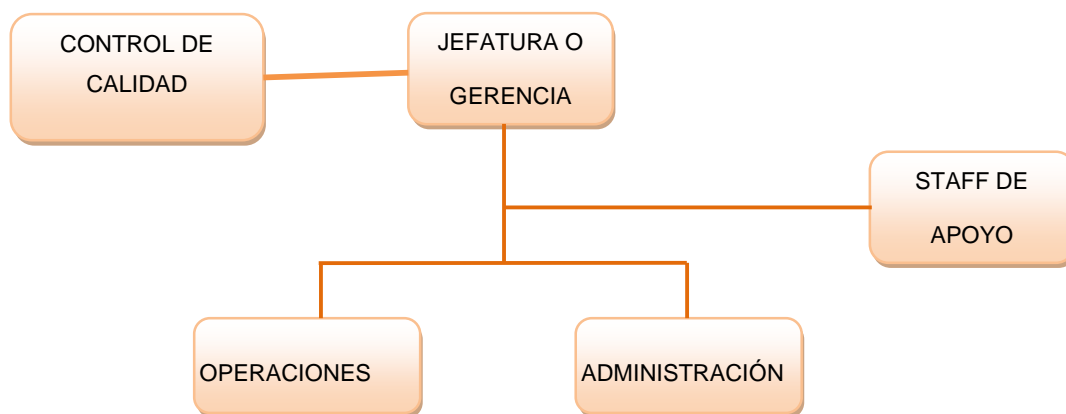 CONTROL DE
CALIDAD
JEFATURA O
GERENCIA
STAFF DE
APOYO
OPERACIONES
ADMINISTRACIÓN